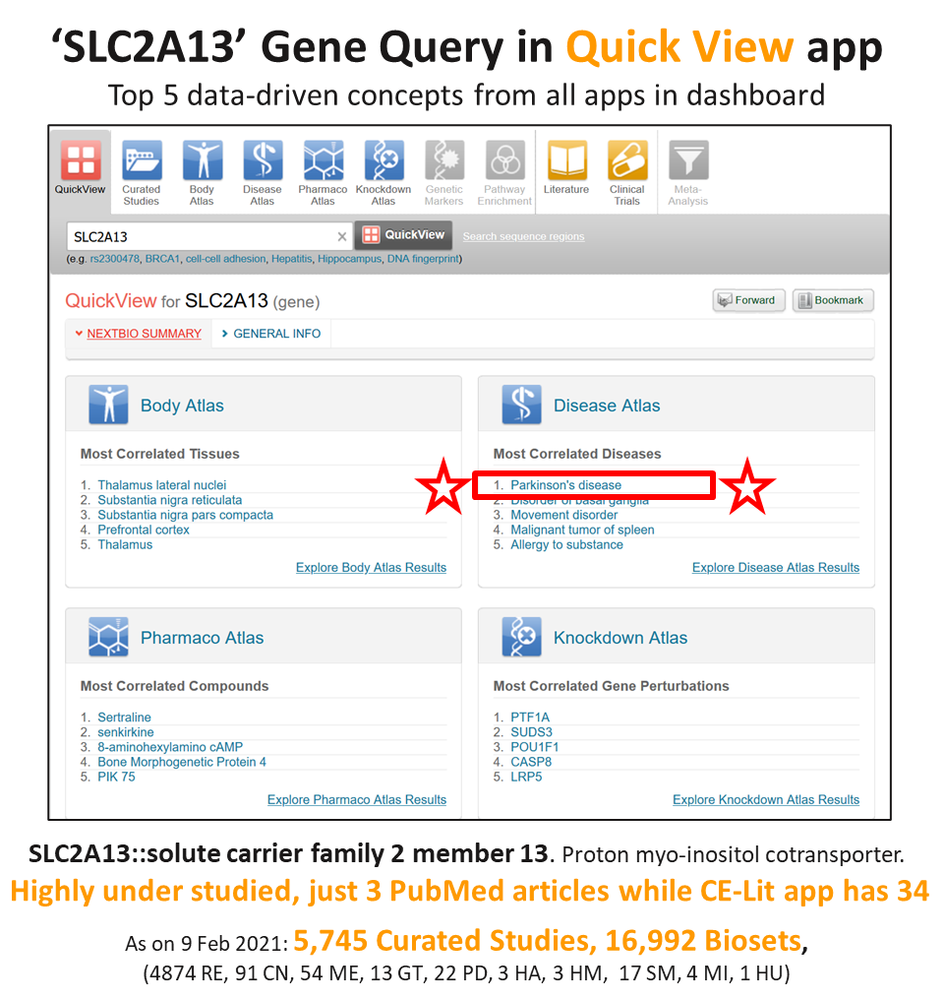 ‘SLC2A13’ Gene Query in Quick View app
Top 5 data-driven concepts from all apps in dashboard
QuickView
Curated Studies
Body Atlas
Disease Atlas
Pharmaco Atlas
Knockdown Atlas
Genetic Markers
Pathway Enrichment
Literature
Clinical Trials
Meta-Analysis
SLC2A13 × QuickView Search sequence regions
(e.g. rs2300478, BRCA1, cell-cell adhesion, Hepatitis, Hippocampus, DNA fingerprint)
QuickView for SLC2A13 (gene)
Forward
Bookmark
NEXTBIO SUMMARY
GENERAL INFO
Body Atlas
Most Correlated Tissues
1. Thalamus lateral nuclei
2. Substantia nigra reticulata
3. Substantia nigra pars compacta
4. Prefrontal cortex
5. Thalamus
Explore Body Atlas Results
Disease Atlas
Most Correlated Diseases
1. Parkinson's disease
2. Disorder of basal ganglia
3. Movement disorder
4. Malignant tumor of spleen
5. Allergy to substance
Explore Disease Atlas Results
Pharmaco Atlas
Most Correlated Compounds
1. Sertraline
2. senkirkine
3. 8-aminohexylamino cAMP
4. Bone Morphogenetic Protein 4
5. PIK 75
Explore Pharmaco Atlas Results
Knockdown Atlas
Most Correlated Gene Perturbations
1. PTF1A
2. SUDS3
3. POU1F1
4. CASP8
5. LRP5
Explore Knockdown Atlas Results
SLC2A13::solute carrier family 2 member 13. Proton myo-inositol cotransporter.
Highly under studied, just 3 PubMed articles while CE-Lit app has 34
As on 9 Feb 2021: 5,745 Curated Studies, 16,992 Biosets,
(4874 RE, 91 CN, 54 ME, 13 GT, 22 PD, 3 HA, 3 HM, 17 SM, 4 MI, 1 HU)